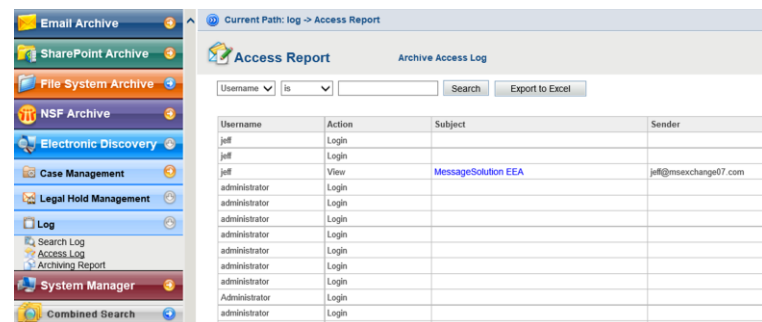 Email Archive
SharePoint Archive
File System Archive
NSF Archive
Electronic Discovery
Case Management
Legal Hold Management
Log
Search Log
Access Log
Archiving Report
System Manager
Combined Search
Current Path: log -> Access Report
Access Report Archive Access Log
Username is Search Export to Excel
Username Action Subject Sender
jeff Login
jeff Login
jeff View MessageSolution EEA jeff@msexchange07.com
administrator Login
administrator Login
administrator Login
administrator Login
administrator Login
administrator Login
administrator Login
Administrator Login
administrator Login